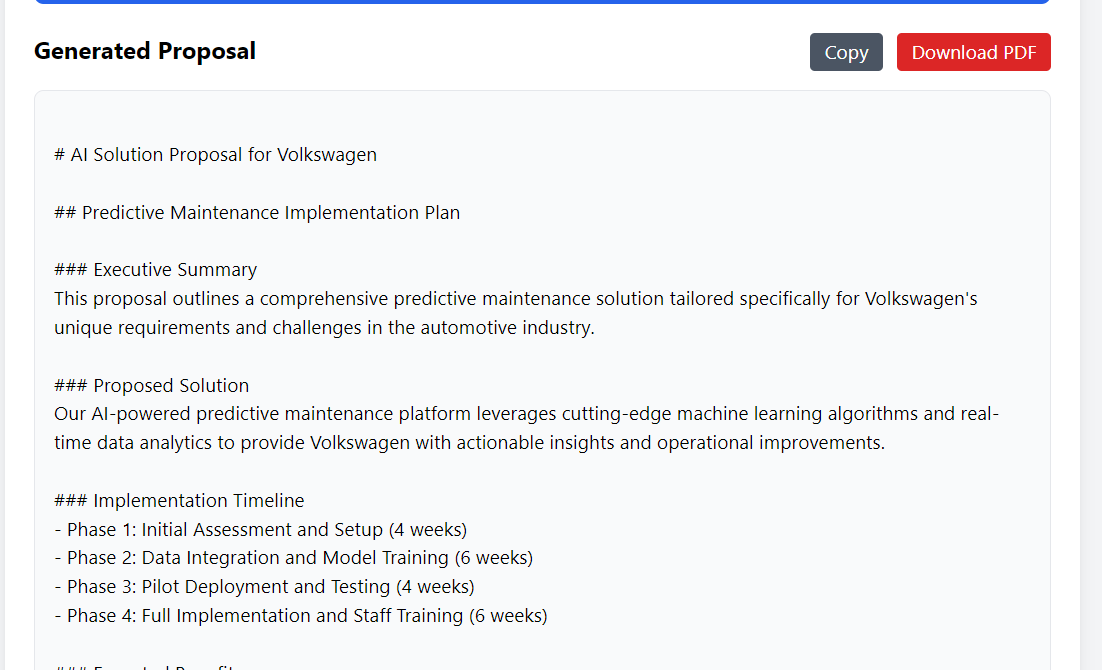 Generated Proposal
Copy
Download PDF
# AI Solution Proposal for Volkswagen
## Predictive Maintenance Implementation Plan
### Executive Summary
This proposal outlines a comprehensive predictive maintenance solution tailored specifically for Volkswagen's
unique requirements and challenges in the automotive industry.
### Proposed Solution
Our AI-powered predictive maintenance platform leverages cutting-edge machine learning algorithms and real-
time data analytics to provide Volkswagen with actionable insights and operational improvements.
### Implementation Timeline
- Phase 1: Initial Assessment and Setup (4 weeks)
- Phase 2: Data Integration and Model Training (6 weeks)
- Phase 3: Pilot Deployment and Testing (4 weeks)
- Phase 4: Full Implementation and Staff Training (6 weeks)